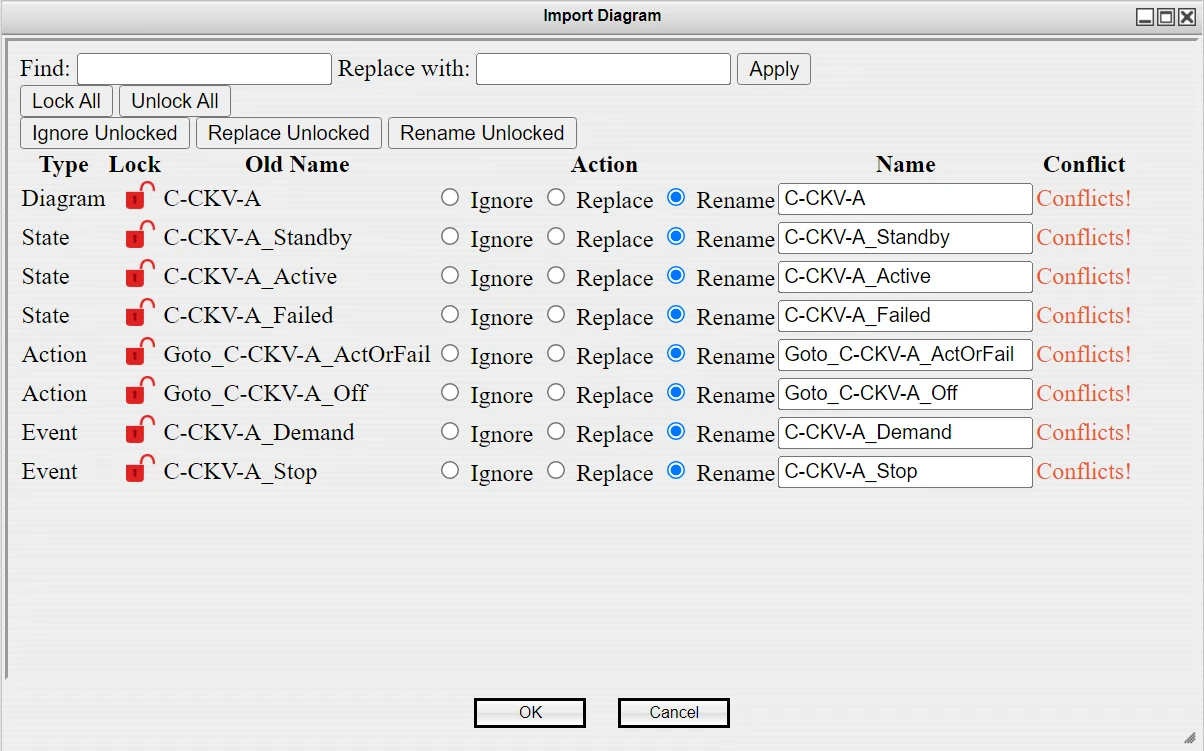 Import Diagram
Find: Replace with: Apply
Lock All Unlock All
Ignore Unlocked Replace Unlocked Rename Unlocked
Type Lock Old Name Action Name Conflict
Diagram C-CKV-A Ignore Replace Rename C-CKV-A Conflicts!
State C-CKV-A_Standby Ignore Replace Rename C-CKV-A_Standby Conflicts!
State C-CKV-A_Active Ignore Replace Rename C-CKV-A_Active Conflicts!
State C-CKV-A_Failed Ignore Replace Rename C-CKV-A_Failed Conflicts!
Action Goto_C-CKV-A_ActOrFail Ignore Replace Rename Goto_C-CKV-A_ActOrFail Conflicts!
Action Goto_C-CKV-A_Off Ignore Replace Rename Goto_C-CKV-A_Off Conflicts!
Event C-CKV-A_Demand Ignore Replace Rename C-CKV-A_Demand Conflicts!
Event C-CKV-A_Stop Ignore Replace Rename C-CKV-A_Stop Conflicts!
OK Cancel